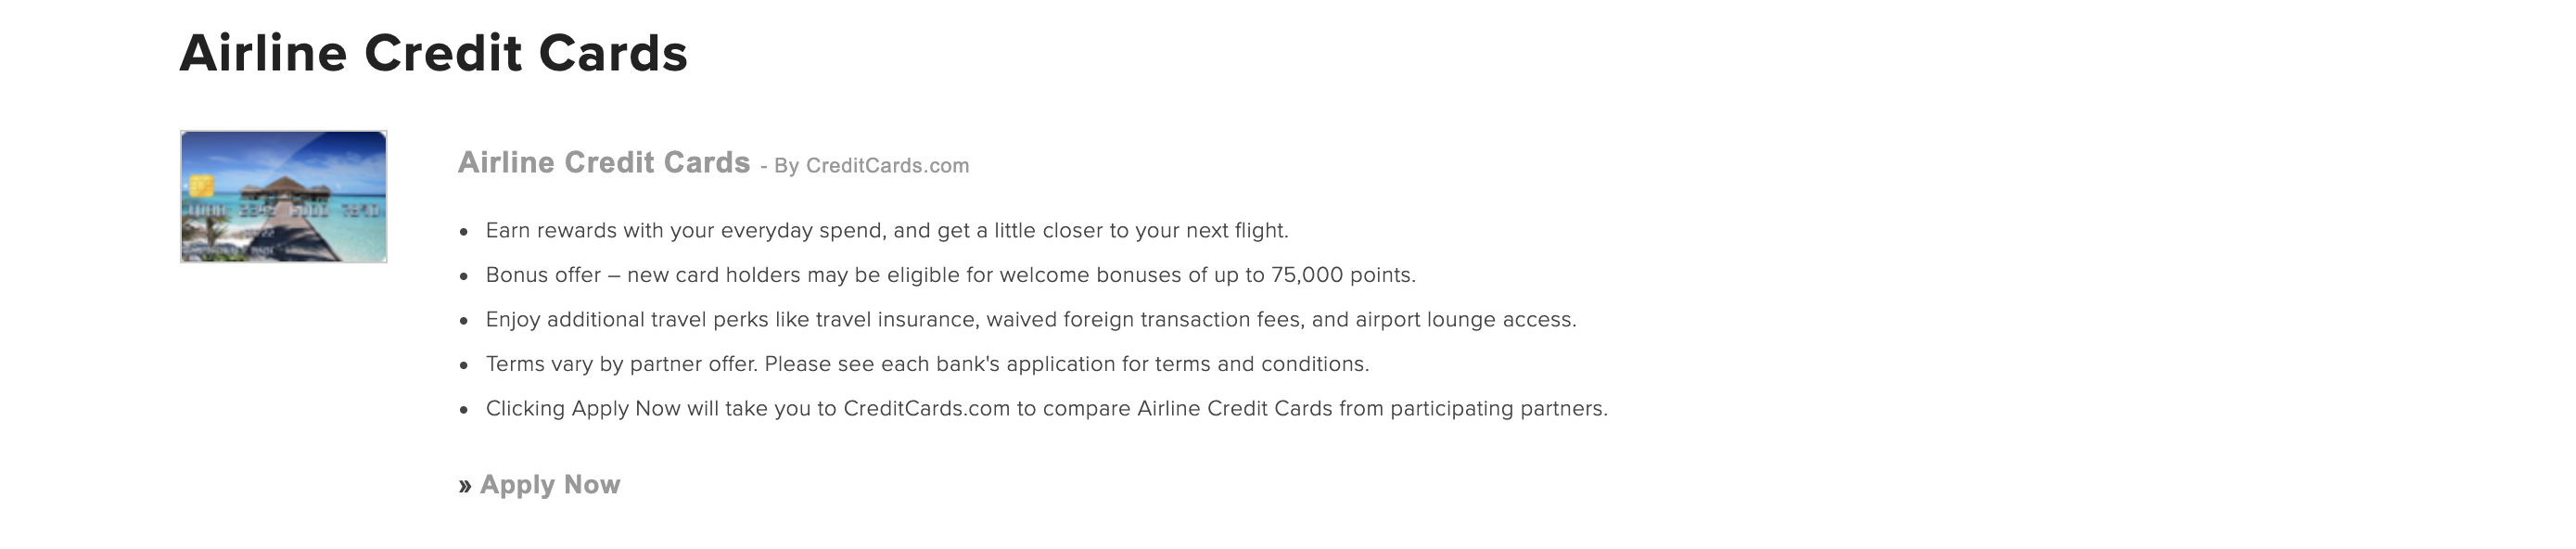 Airline Credit Cards
Airline Credit Cards - By CreditCards.com
• Earn rewards with your everyday spend, and get a little closer to your next flight.
• Bonus offer – new card holders may be eligible for welcome bonuses of up to 75,000 points.
• Enjoy additional travel perks like travel insurance, waived foreign transaction fees, and airport lounge access.
• Terms vary by partner offer. Please see each bank's application for terms and conditions.
• Clicking Apply Now will take you to CreditCards.com to compare Airline Credit Cards from participating partners.
» Apply Now